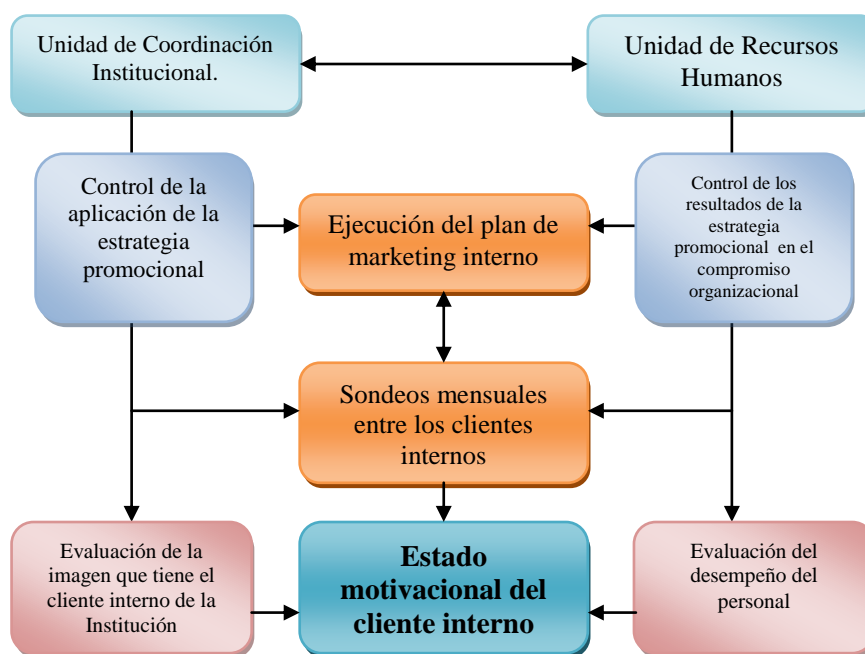 Unidad de Coordinación
Institucional.
Unidad de Recursos
Humanos
Control de la
aplicación de la
estrategia
promocional
Ejecución del plan de
marketing interno
Control de los
resultados de la
estrategia
promocional en el
compromiso
organizacional
Sondeos mensuales
entre los clientes
internos
Evaluación de la
imagen que tiene el
cliente interno de la
Institución
Estado
motivacional del
cliente interno
Evaluación del
desempeño del
personal